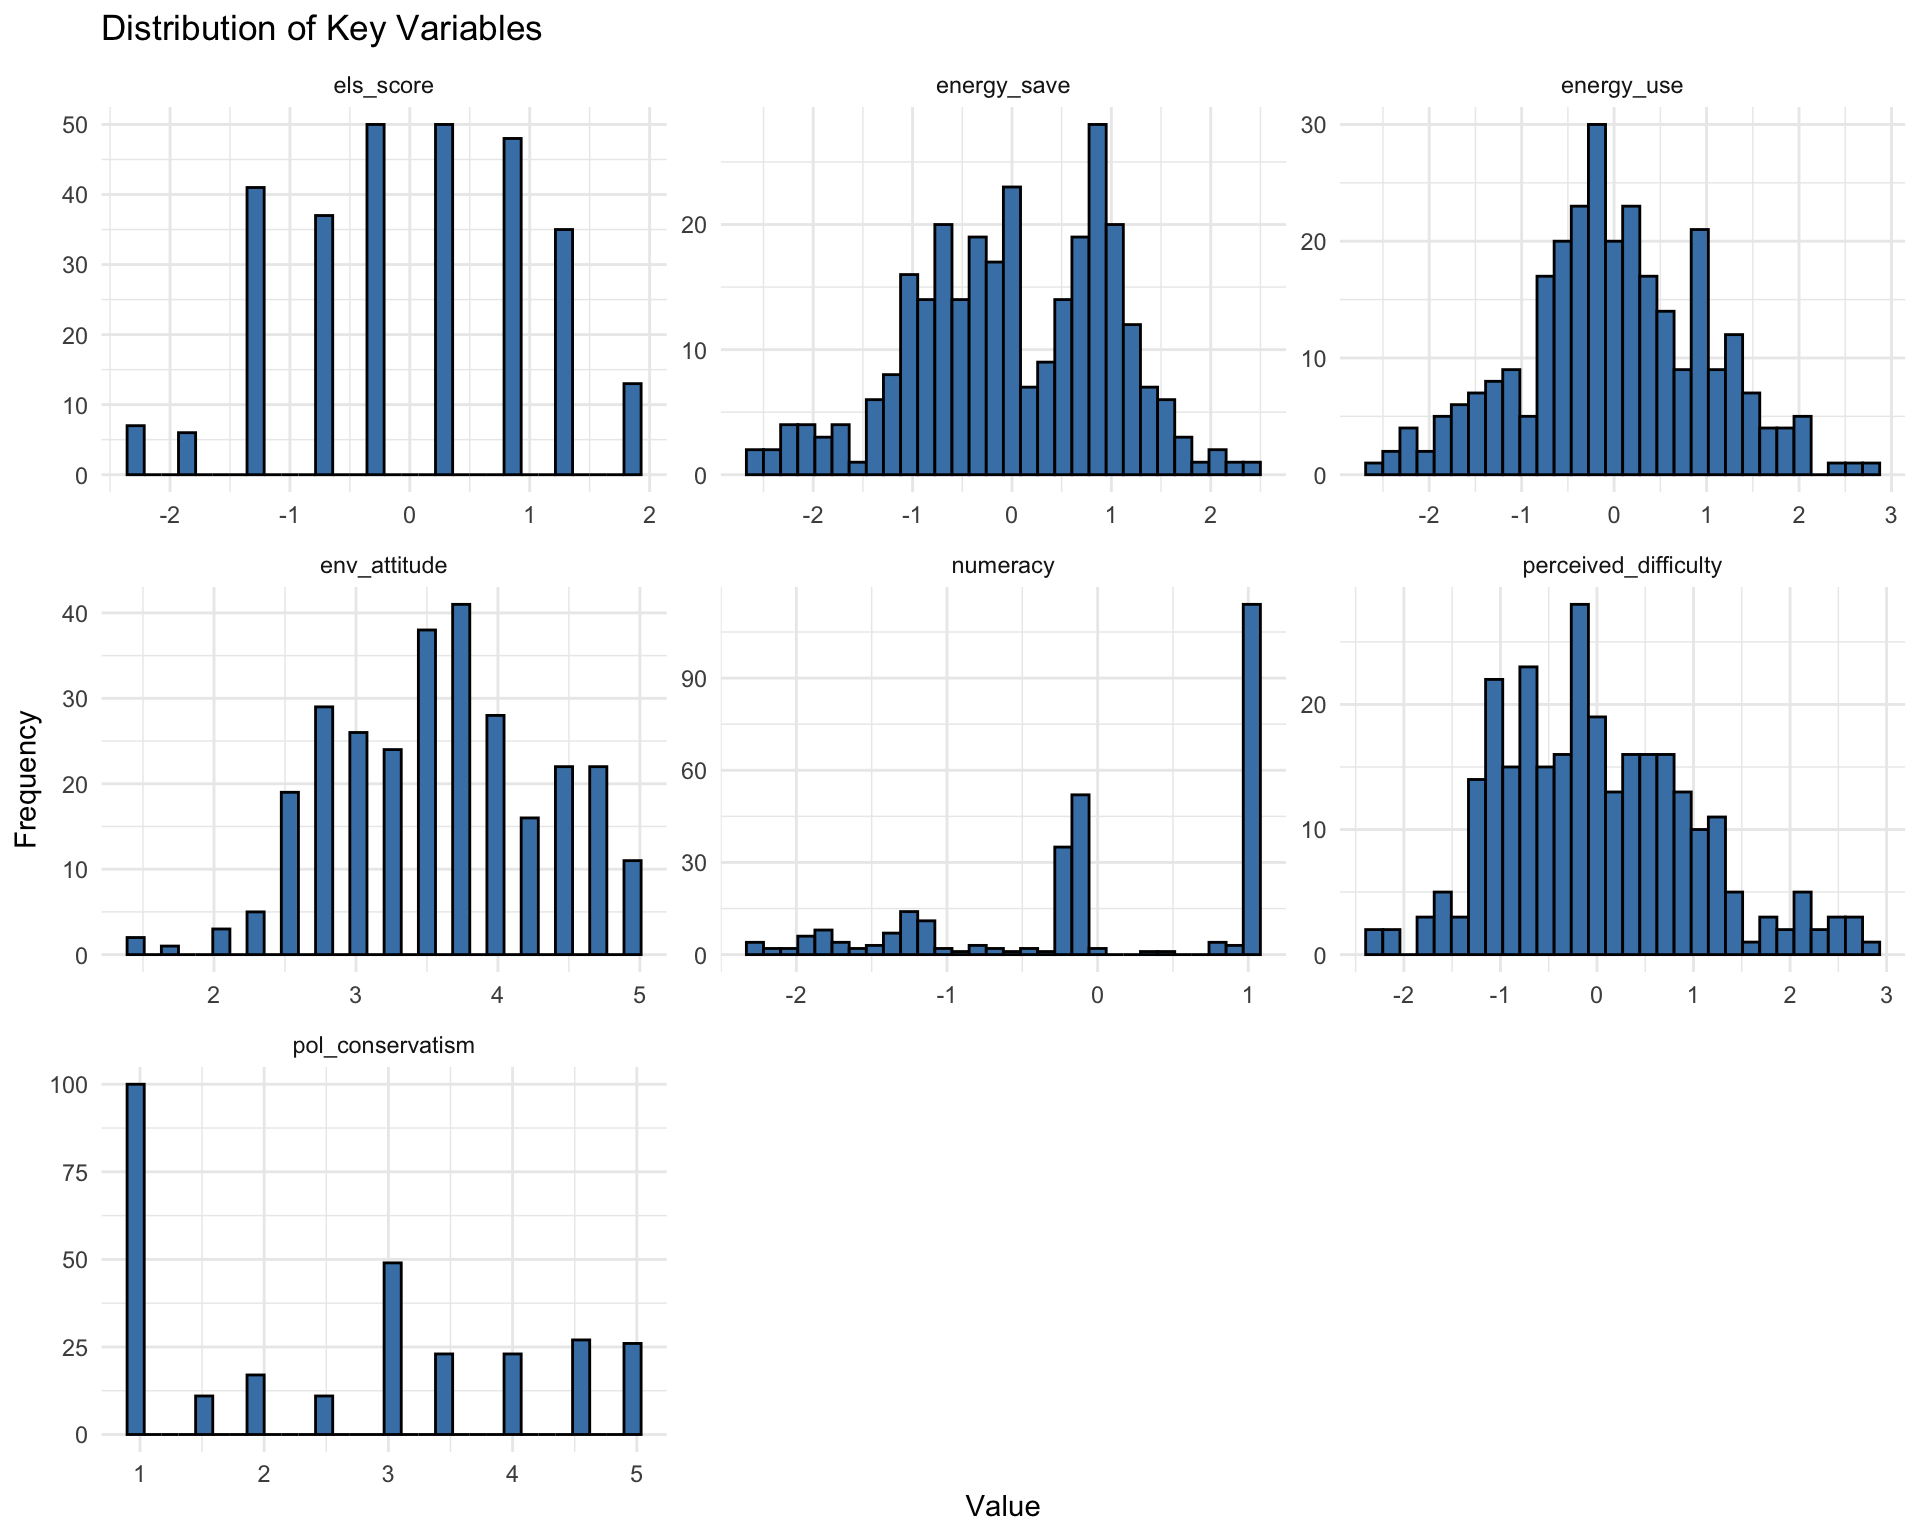 Distribution of Key Variables
els_score energy_save energy_use
50
40
30
20
10
0
20
10
0
30
20
10
0
-2 -1 0 1 2
-2 -1 0 1 2
-2 -1 0 1 2 3
env_attitude numeracy perceived_difficulty
40
30
20
10
0
90
60
30
0
20
10
0
2 3 4 5
-2 -1 0 1
-2 -1 0 1 2 3
pol_conservatism
100
75
50
25
0
1 2 3 4 5
Frequency
Value